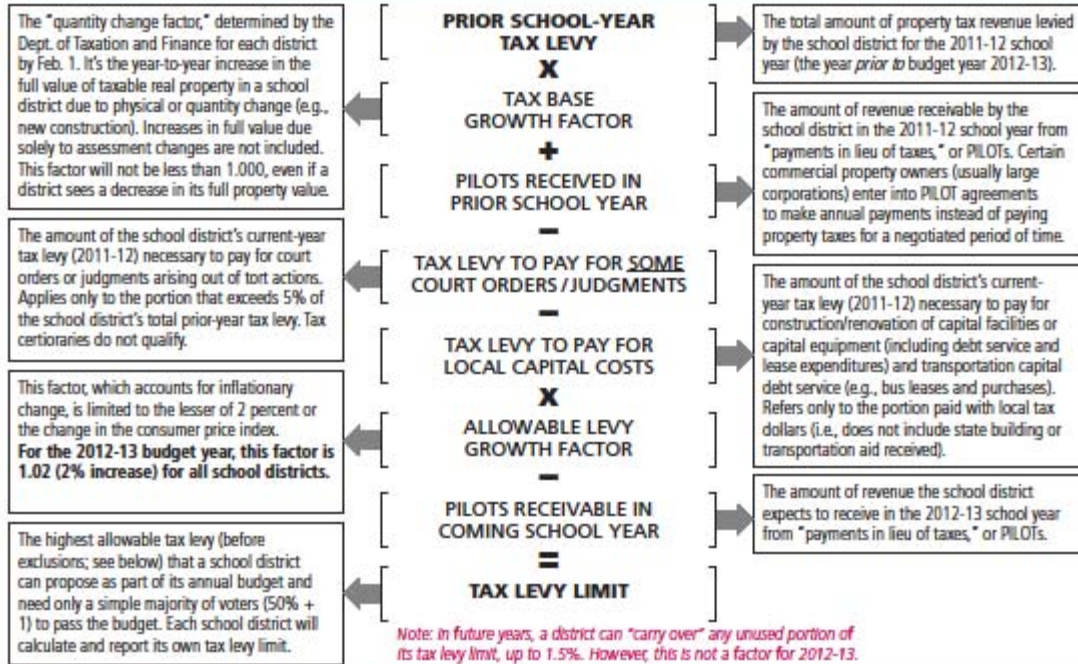 The "quantity change factor," determined by the
Dept. of Taxation and Finance for each district
by Feb. 1. It's the year-to-year increase in the
full value of taxable real property in a school
district due to physical or quantity change (e.g.,
new construction). Increases in full value due
solely to assessment changes are not included.
This factor will not be less than 1.000, even if a
district sees a decrease in its full property value.
The amount of the school district's current-year
tax levy (2011-12) necessary to pay for court
orders or judgments arising out of tort actions.
Applies only to the portion that exceeds 5% of
the school district's total prior-year tax levy. Tax
certioraries do not qualify.
This factor, which accounts for inflationary
change, is limited to the lesser of 2 percent or
the change in the consumer price index.
For the 2012-13 budget year, this factor is
1.02 (2% increase) for all school districts.
The highest allowable tax levy (before
exclusions; see below) that a school district
can propose as part of its annual budget and
need only a simple majority of voters (50% +
1) to pass the budget. Each school district will
calculate and report its own tax levy limit.
PRIOR SCHOOL-YEAR
TAX LEVY
X
TAX BASE
GROWTH FACTOR
+
PILOTS RECEIVED IN
PRIOR SCHOOL YEAR
–
TAX LEVY TO PAY FOR SOME
COURT ORDERS/JUDGMENTS
–
TAX LEVY TO PAY FOR
LOCAL CAPITAL COSTS
X
ALLOWABLE LEVY
GROWTH FACTOR
–
PILOTS RECEIVABLE IN
COMING SCHOOL YEAR
=
TAX LEVY LIMIT
Note: In future years, a district can "carry over" any unused portion of
its tax levy limit, up to 1.5%. However, this is not a factor for 2012-13.
The total amount of property tax revenue levied
by the school district for the 2011-12 school
year (the year prior to budget year 2012-13).
The amount of revenue receivable by the
school district in the 2011-12 school year from
"payments in lieu of taxes," or PILOTs. Certain
commercial property owners (usually large
corporations) enter into PILOT agreements
to make annual payments instead of paying
property taxes for a negotiated period of time.
The amount of the school district's current-
year tax levy (2011-12) necessary to pay for
construction/renovation of capital facilities or
capital equipment (including debt service and
lease expenditures) and transportation capital
debt service (e.g., bus leases and purchases).
Refers only to the portion paid with local tax
dollars (i.e., does not include state building or
transportation aid received).
The amount of revenue the school district
expects to receive in the 2012-13 school year
from "payments in lieu of taxes," or PILOTs.